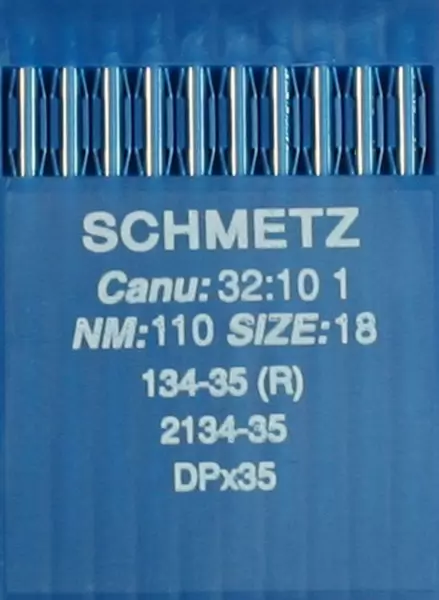 SCHMETZ
Canu: 32:10 1
NM:110 SIZE:18
134-35 (R)
2134-35
DPx35